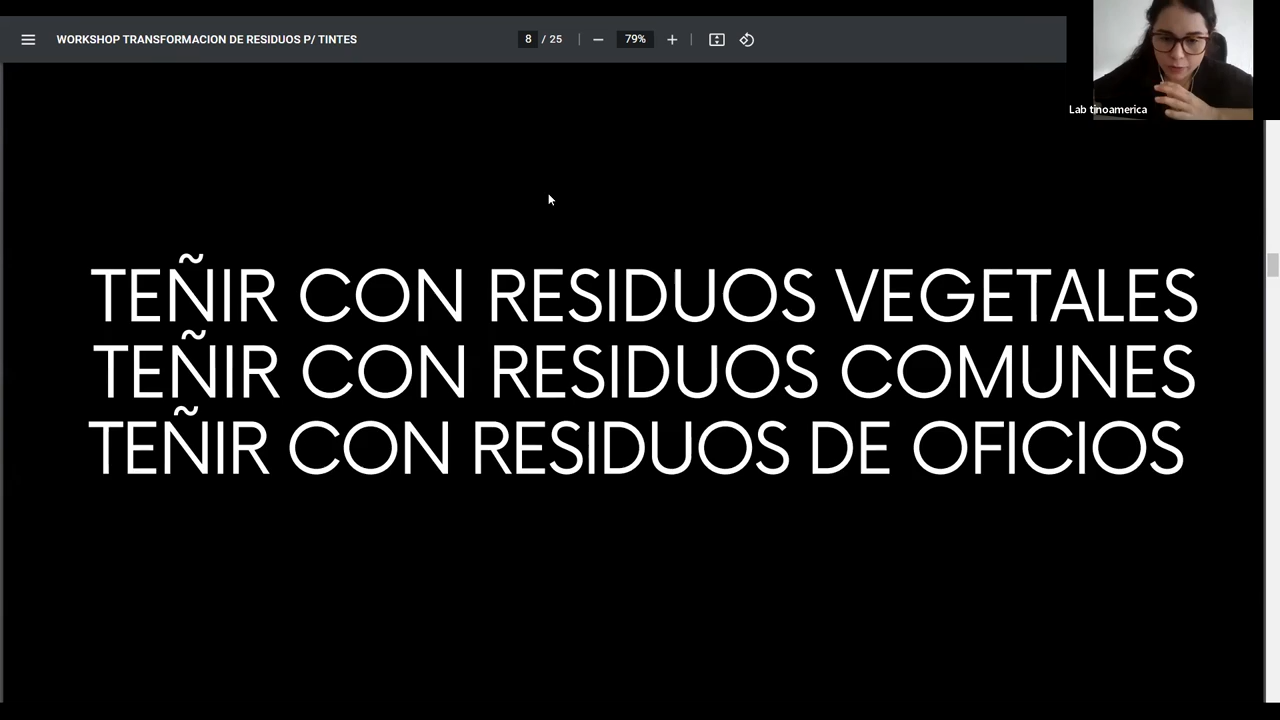 WORKSHOP TRANSFORMACION DE RESIDUOS P/ TINTES
8 / 25
79%
Lab tinoamerica
TEÑIR CON RESIDUOS VEGETALES
TEÑIR CON RESIDUOS COMUNES
TEÑIR CON RESIDUOS DE OFICIOS